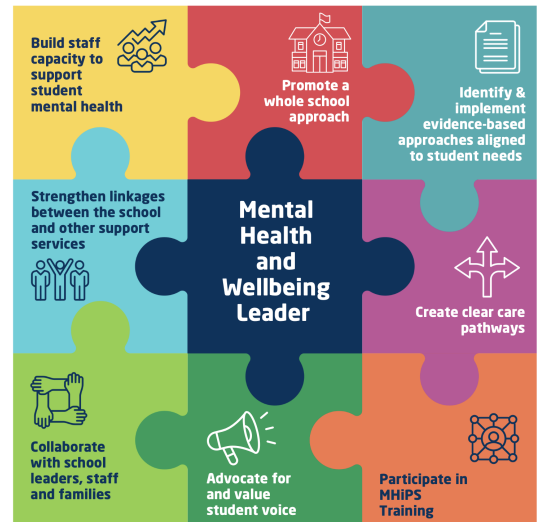 Build staff
capacity to
support
student
mental health
Promote a
whole school
approach
Identify &
implement
evidence-based
approaches aligned
to student needs
Strengthen linkages
between the school
and other support
services
Mental
Health
and
Wellbeing
Leader
Create clear care
pathways
Collaborate
with school
leaders, staff
and families
Advocate for
and value
student voice
Participate in
MHiPS
Training